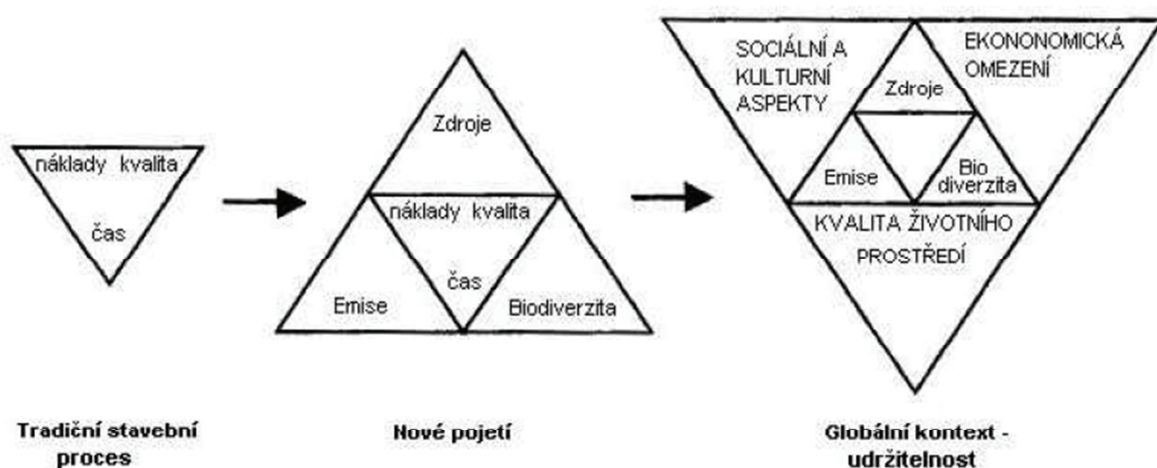 náklady kvalita
čas
Tradiční stavební
proces
Zdroje
náklady kvalita
čas
Emise
Biodiverzita
Nové pojetí
SOCIÁLNÍ A
KULTURNÍ
ASPEKTY
EKONONOMICKÁ
OMEZENÍ
Zdroje
Emise
Bio
diverzita
KVALITA ŽIVOTNÍHO
PROSTŘEDÍ
Globální kontext -
udržitelnost